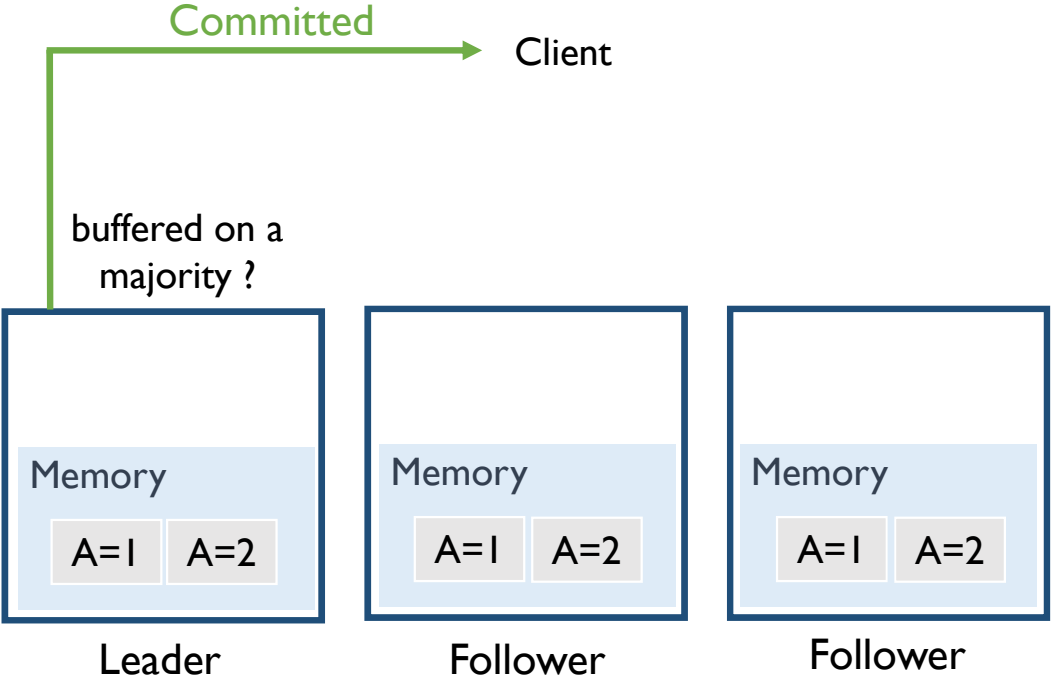 Committed
Client
buffered on a
majority ?
Memory
A=1 A=2
Leader
Memory
A=1 A=2
Follower
Memory
A=1 A=2
Follower